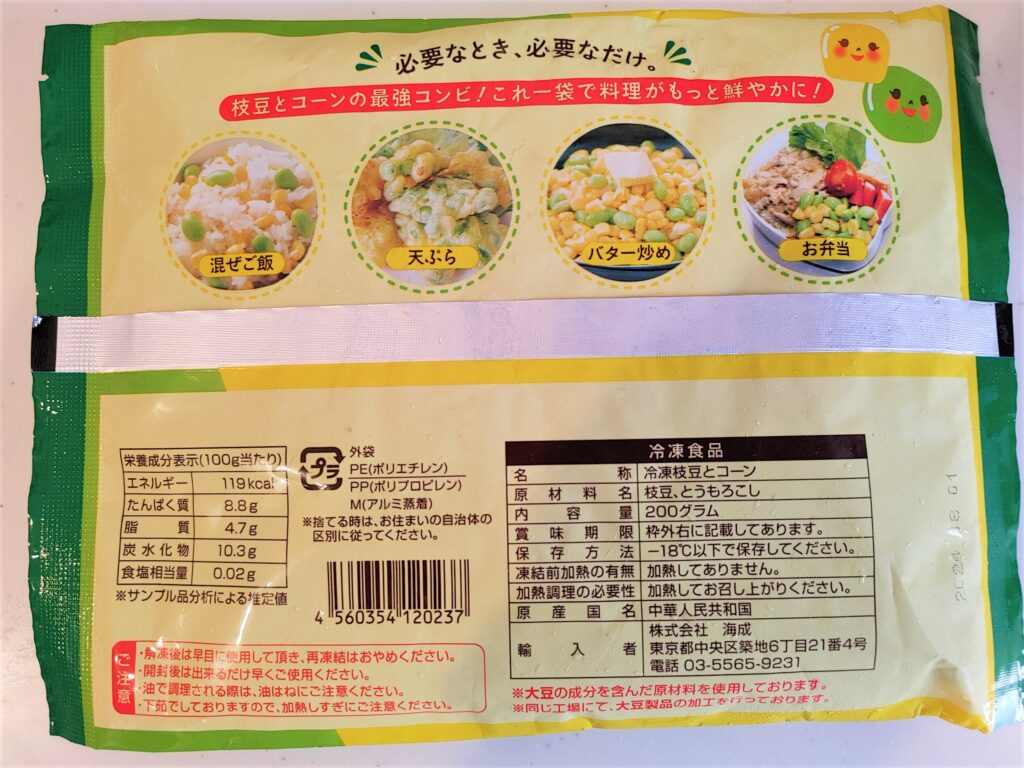 必要なとき、必要なだけ。
枝豆とコーンの最強コンビ!これ一袋で料理がもっと鮮やかに!
混ぜご飯
天ぷら
バター炒め
お弁当
栄養成分表示(100g当たり)
エネルギー 119kcal
たんぱく質 8.8g
脂質 4.7g
炭水化物 10.3g
食塩相当量 0.02g
※サンプル品分析による推定値
プラ
外袋
PE(ポリエチレン)
PP(ポリプロピレン)
M(アルミ蒸着)
※捨てる時は、お住まいの自治体の
区別に従ってください。
4 560354 120237
冷凍食品
名称 冷凍枝豆とコーン
原材料名 枝豆、とうもろこし
内容量 200グラム
賞味期限 枠外右に記載してあります。
保存方法 −18℃以下で保存してください。
凍結前加熱の有無 加熱してありません。
加熱調理の必要性 加熱してお召し上がりください。
原産国名 中華人民共和国
輸入者 株式会社 海成
東京都中央区築地6丁目21番4号
電話 03-5565-9231
※大豆の成分を含んだ原材料を使用しております。
※同じ工場にて、大豆製品の加工を行っております。
ご注意
・解凍後は早目に使用して頂き、再凍結はおやめください。
・開封後は出来るだけ早くご使用ください。
・油で調理される際は、油はねにご注意ください。
・下茹でしておりますので、加熱しすぎにご注意ください。